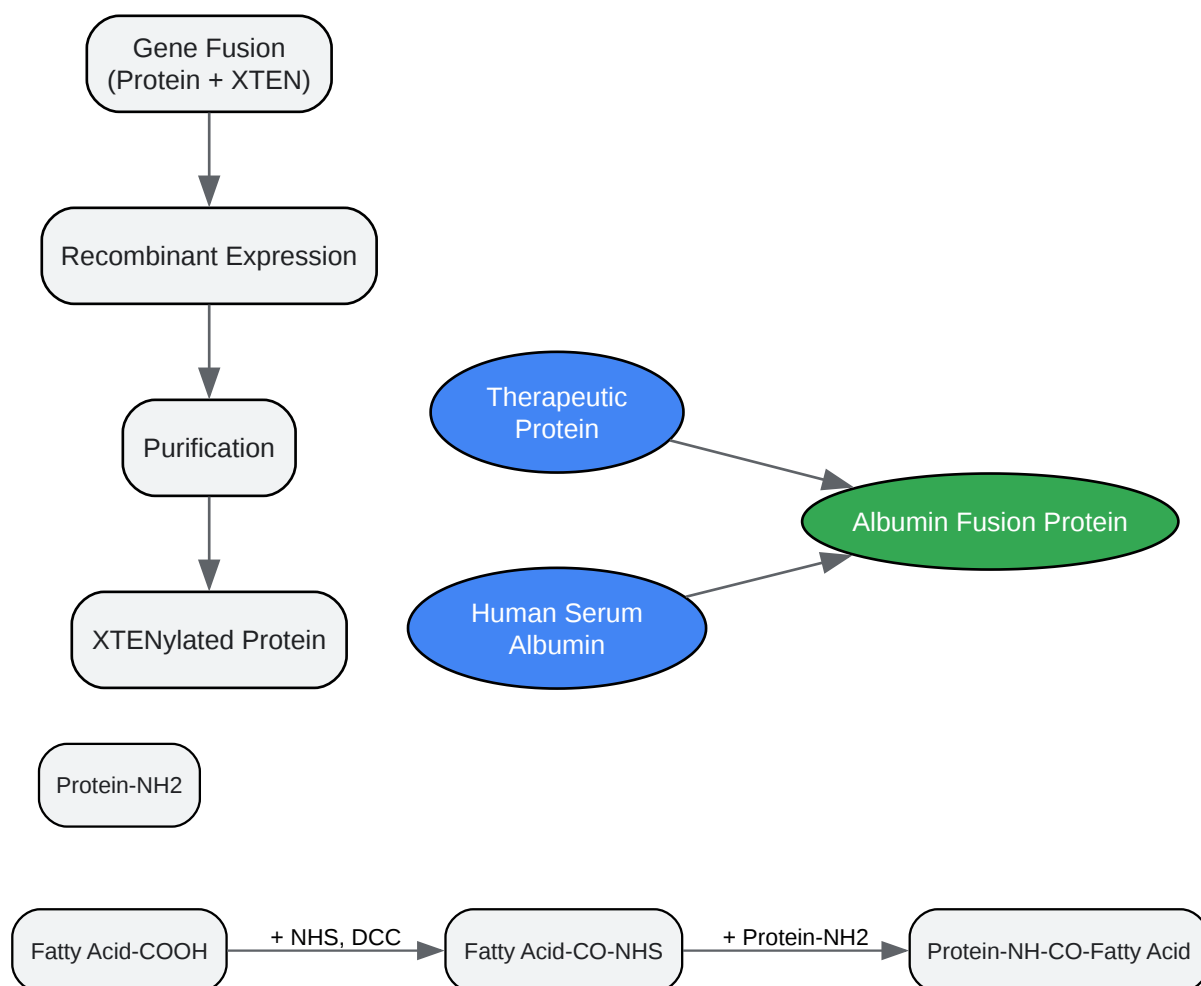 Gene Fusion
(Protein + XTEN)
Recombinant Expression
Purification
XTENylated Protein
Therapeutic
Protein
Human Serum
Albumin
Albumin Fusion Protein
Protein-NH2
Fatty Acid-COOH
+ NHS, DCC
Fatty Acid-CO-NHS
+ Protein-NH2
Protein-NH-CO-Fatty Acid